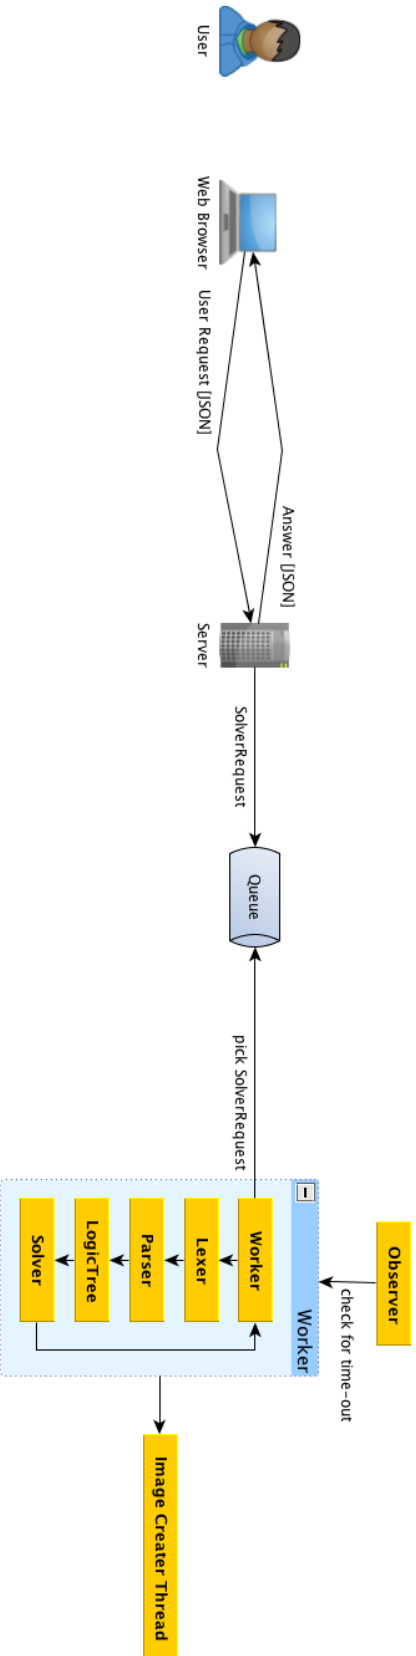 User
Web Browser
User Request [JSON]
Answer [JSON]
Server
SolverRequest
Queue
pick SolverRequest
Observer
check for time-out
Worker
Worker
Lexer
Parser
LogicTree
Solver
Image Creater Thread